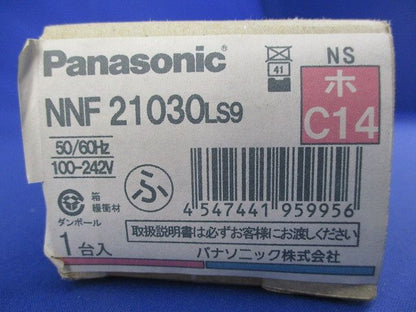 Panasonic
41
NS
ホ
C14
NNF 21030LS9
50/60Hz
100-242V
ふ
箱
緩衝材
ダンボール
4 547441 959956
1台入
取扱説明書は必ずお客様にお渡しください
パナソニック株式会社